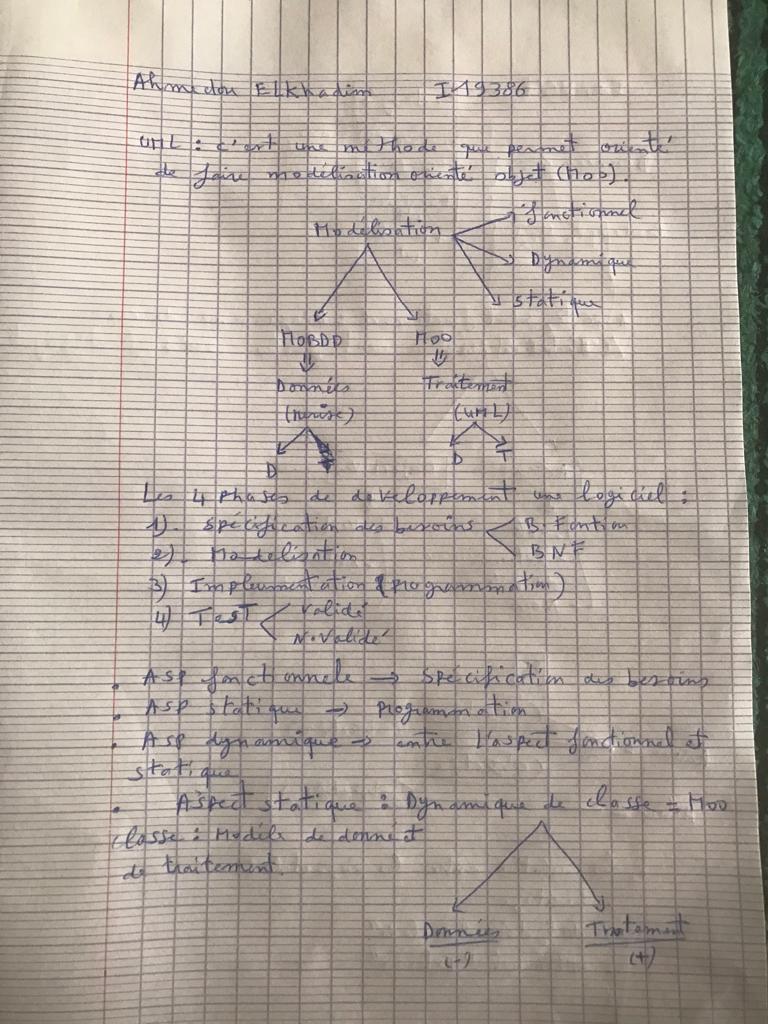 Ahmedou ELKhadim I19386
UML : c'est une méthode que permet orienté
de faire modélisation orienté objet (Moo).
Modélisation
fonctionnel
Dynamique
statique
MOBDD Moo
Données Traitement
(merise) (UML)
D D T
Les 4 phases de développement une logiciel :
1). Spécification des besoins B. Fontion
BNF
2). Modelisation
3) Implementation (programmation)
4) TesT Validé
N.Validé
. ASP fonctionnele → Spécification des besoins
. ASP statique → Programmation
. ASP dynamique → entre l'aspect fonctionnel et
statique
. Aspect statique : Dynamique de classe = Moo
classe : Modéle de donné et
de traitement.
Données Traitement
(-) (+)